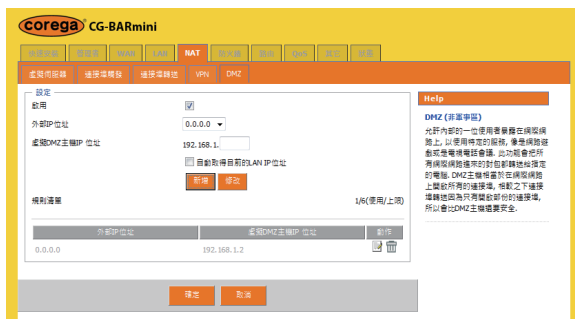 corega CG-BARmini
WAN LAN NAT 防火牆 路由 QoS 其它 狀態
虛擬伺服器 連接埠觸發 連接埠轉送 VPN DMZ
設定
啟用
外部IP位址 0.0.0.0
虛擬DMZ主機IP 位址 192.168.1.
自動取得目前的LAN IP位址
新增 修改
規則清單 1/6(使用/上限)
外部IP位址 虛擬DMZ主機IP 位址 動作
0.0.0.0 192.168.1.2
確定 取消
Help
DMZ (非軍事區)
允許內部的一位使用者暴露在網際網
路上, 以使用特定的服務, 像是網路遊
戲或是電視電話會議. 此功能會把所
有網際網路進來的封包都轉送給指定
的電腦. DMZ主機相當於在網際網路
上開啟所有的連接埠, 相較之下連接
埠轉送因為只有開啟部份的連接埠,
所以會比DMZ主機還要安全.